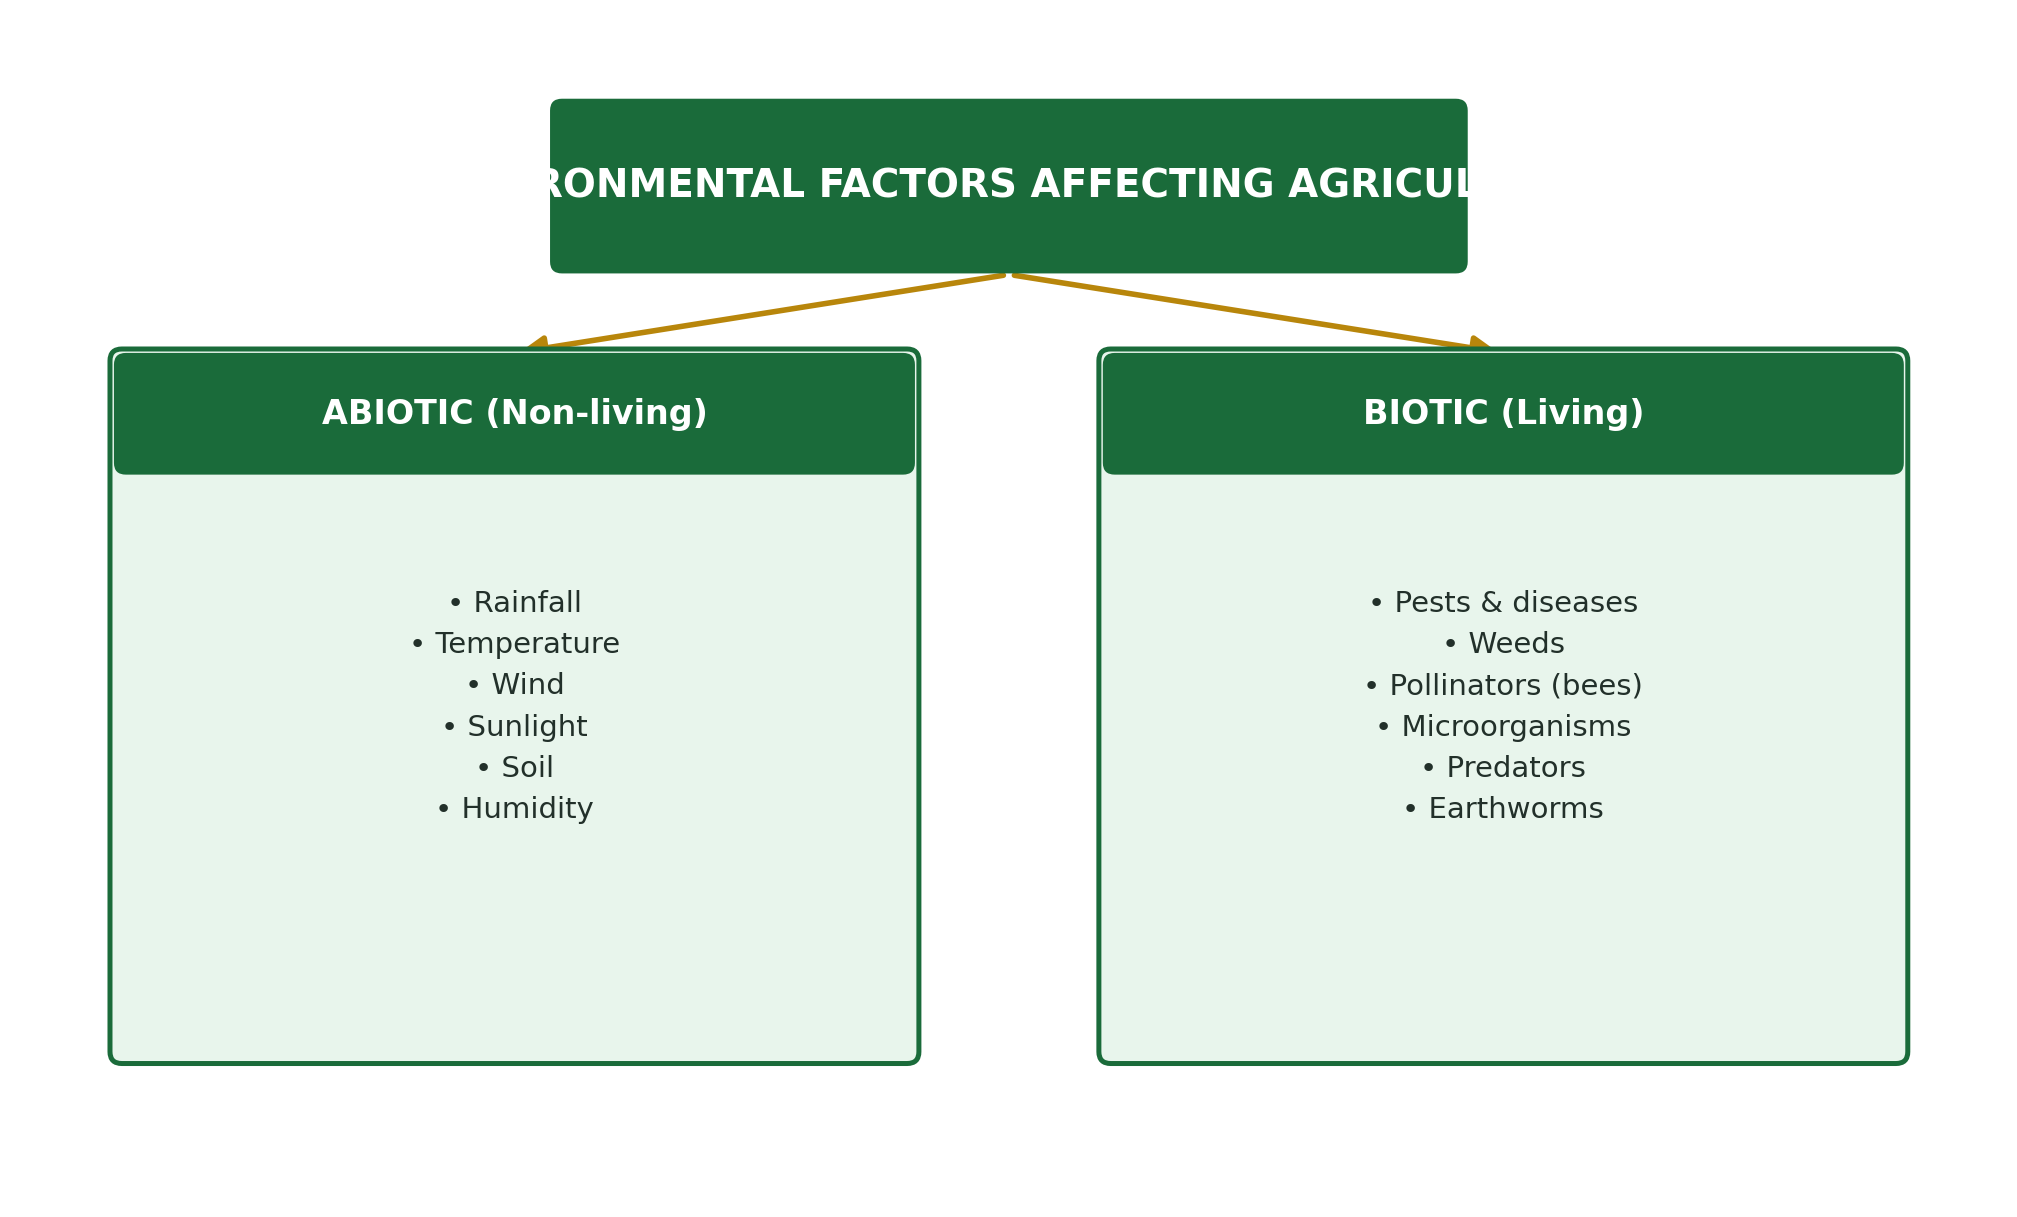 RONMENTAL FACTORS AFFECTING AGRICUL
ABIOTIC (Non-living)
• Rainfall
• Temperature
• Wind
• Sunlight
• Soil
• Humidity
BIOTIC (Living)
• Pests & diseases
• Weeds
• Pollinators (bees)
• Microorganisms
• Predators
• Earthworms